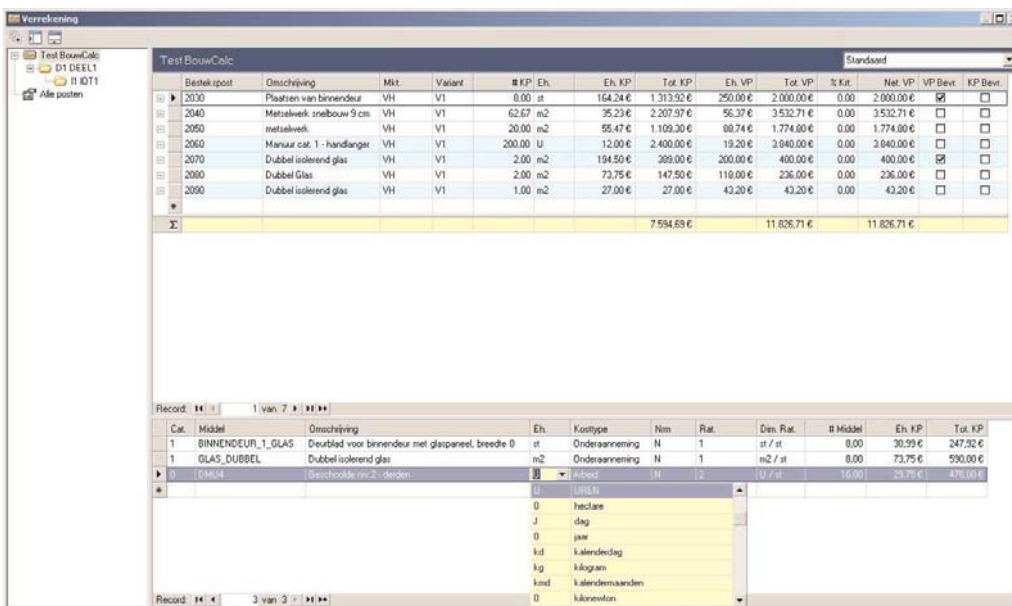 Verrekening
Test BouwCalc
D1 DEEL1
I1 IOT1
Alle posten
Test BouwCalc Standaard
Bestekspost Omschrijving Mkt. Variant # KP Eh. Eh. KP Tot. KP Eh. VP Tot. VP % Krt. Net. VP VP Bevr. KP Bevr.
2030 Plaatsen van binnendeur VH V1 8,00 st 164,24 € 1.313,92 € 250,00 € 2.000,00 € 0,00 2.000,00 €
2040 Metselwerk snelbouw 9 cm VH V1 62,67 m2 35,23 € 2.207,97 € 56,37 € 3.532,71 € 0,00 3.532,71 €
2050 metselwerk VH V1 20,00 m2 55,47 € 1.109,30 € 88,74 € 1.774,80 € 0,00 1.774,80 €
2060 Manuur cat. 1 - handlanger VH V1 200,00 U 12,00 € 2.400,00 € 19,20 € 3.840,00 € 0,00 3.840,00 €
2070 Dubbel isolerend glas VH V1 2,00 m2 194,50 € 389,00 € 200,00 € 400,00 € 0,00 400,00 €
2080 Dubbel Glas VH V1 2,00 m2 73,75 € 147,50 € 118,00 € 236,00 € 0,00 236,00 €
2090 Dubbel isolerend glas VH V1 1,00 m2 27,00 € 27,00 € 43,20 € 43,20 € 0,00 43,20 €
Σ 7.594,69 € 11.826,71 € 11.826,71 €
Record: 1 van 7
Cat. Middel Omschrijving Eh. Kosttype Nrm Rat. Dim. Rat. # Middel Eh. KP Tot. KP
1 BINNENDEUR_1_GLAS Deurblad voor binnendeur met glaspaneel, breedte 0 st Onderaanneming N 1 st / st 8,00 30,99 € 247,92 €
1 GLAS_DUBBEL Dubbel isolerend glas m2 Onderaanneming N 1 m2 / st 8,00 73,75 € 590,00 €
0 DMU4 Geschoolde niv.2 - derden U Arbeid N 2 U / st 16,00 29,75 € 476,00 €
U UREN
0 hectare
J dag
0 jaar
kd kalenderdag
kg kilogram
kmd kalendermaanden
0 kilonewton
Record: 3 van 3